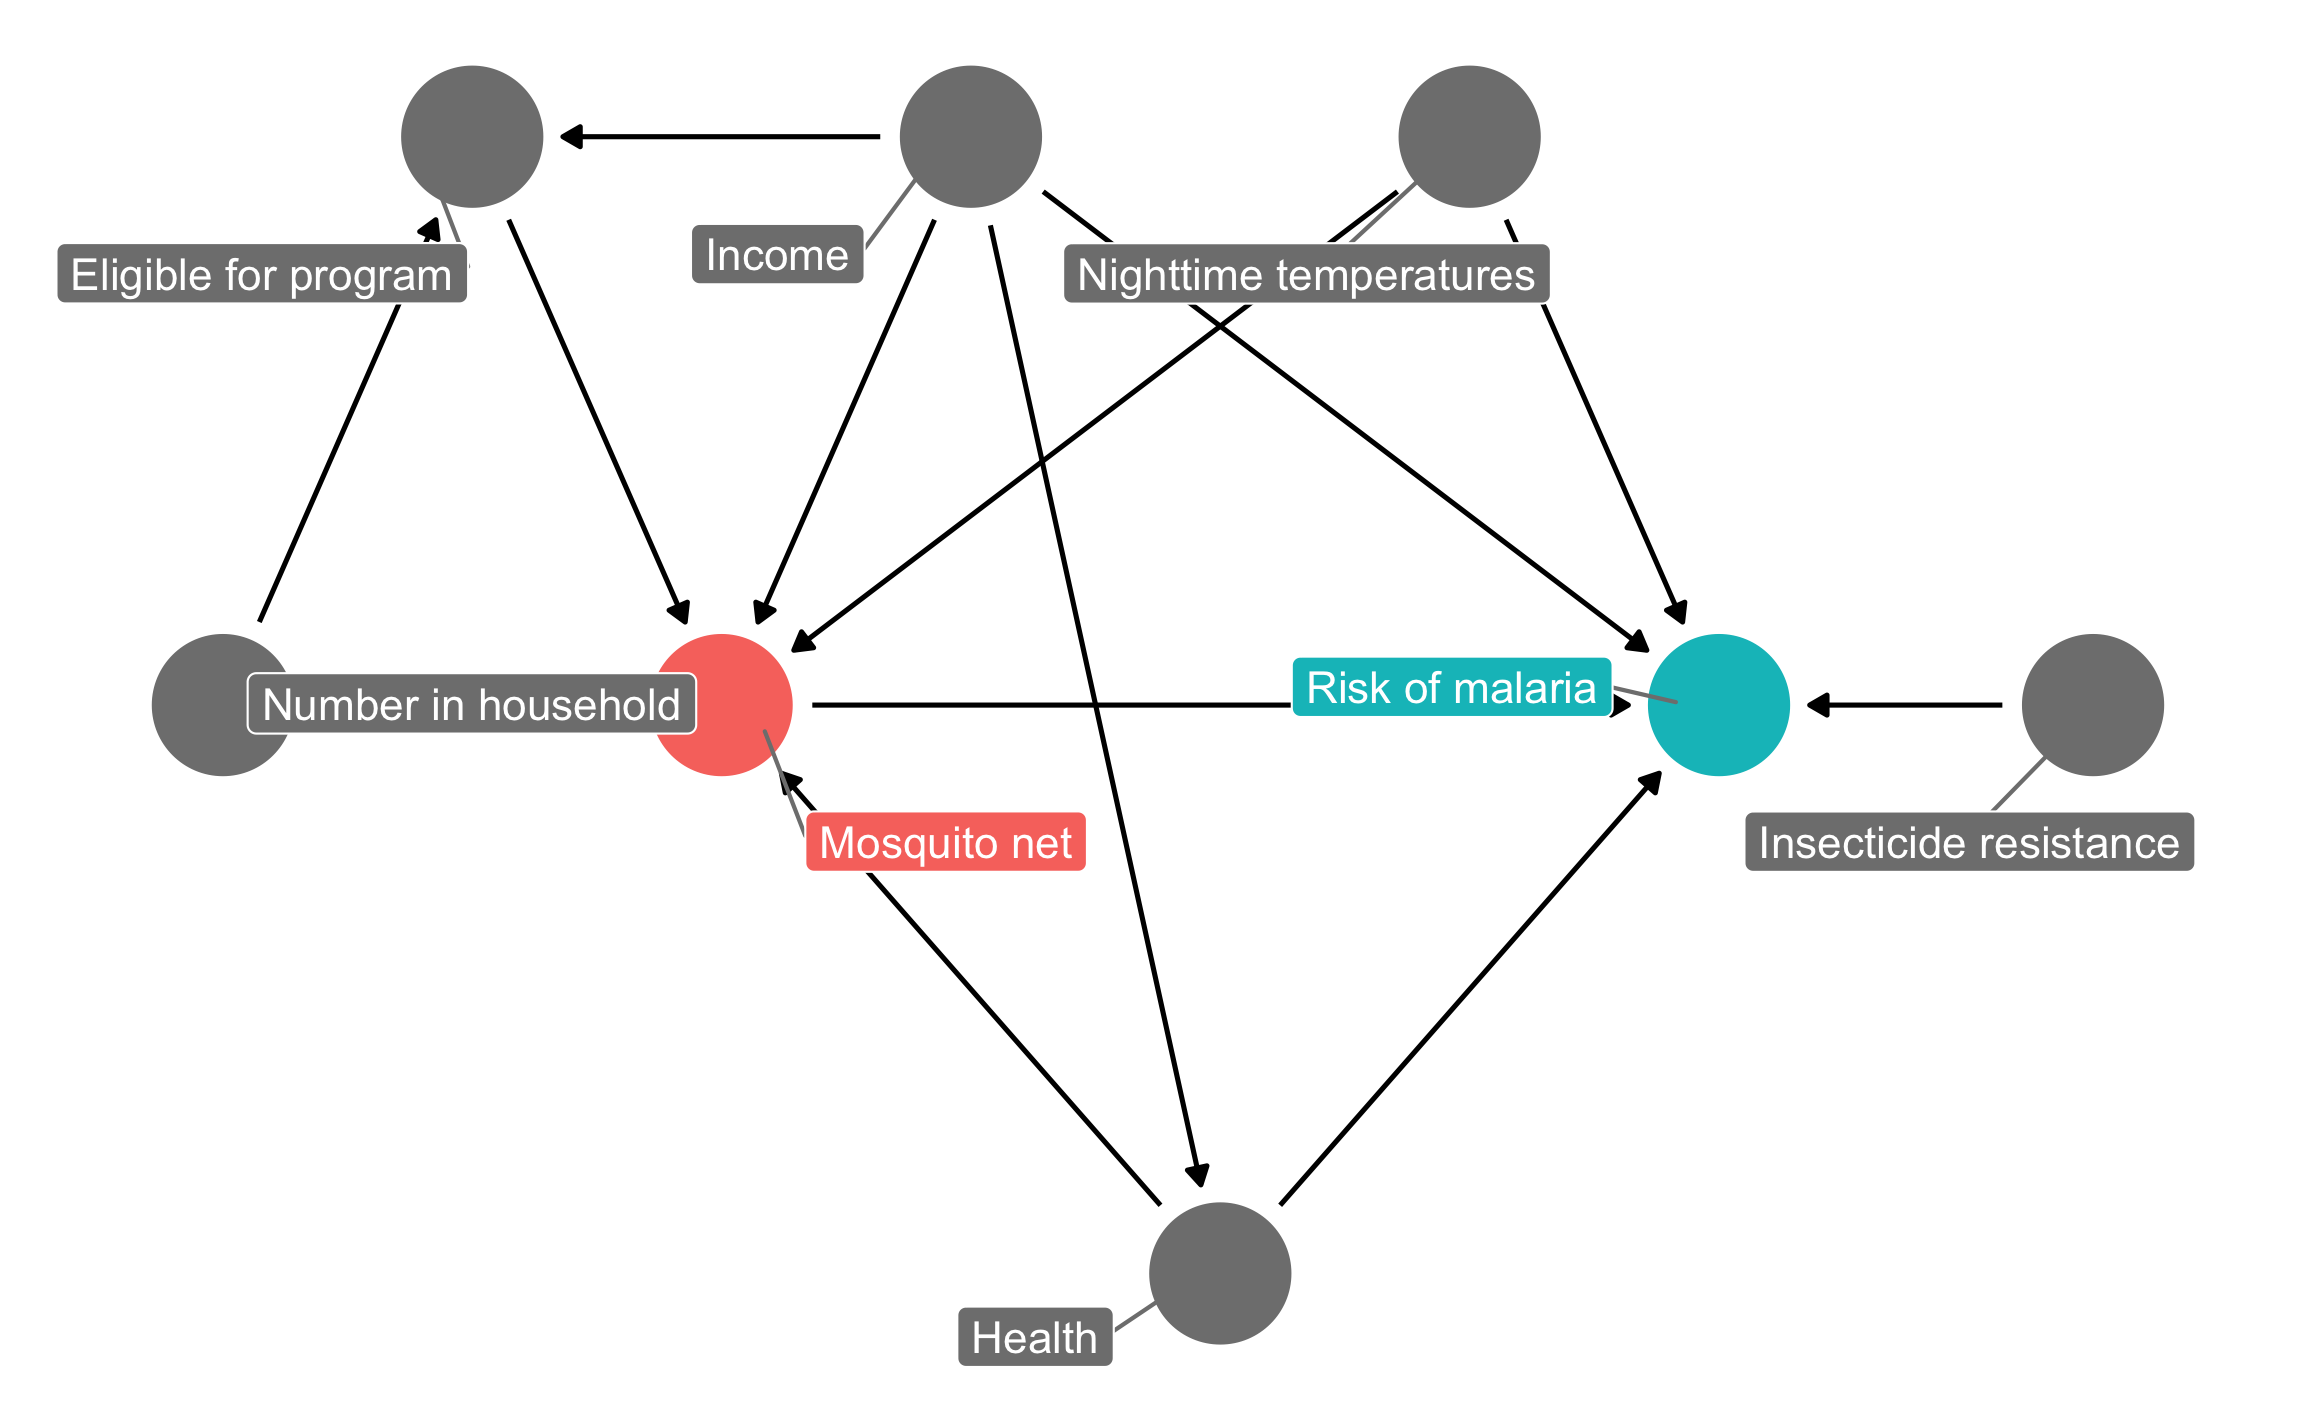 Income
Eligible for program
Nighttime temperatures
Risk of malaria
Number in household
Mosquito net
Insecticide resistance
Health